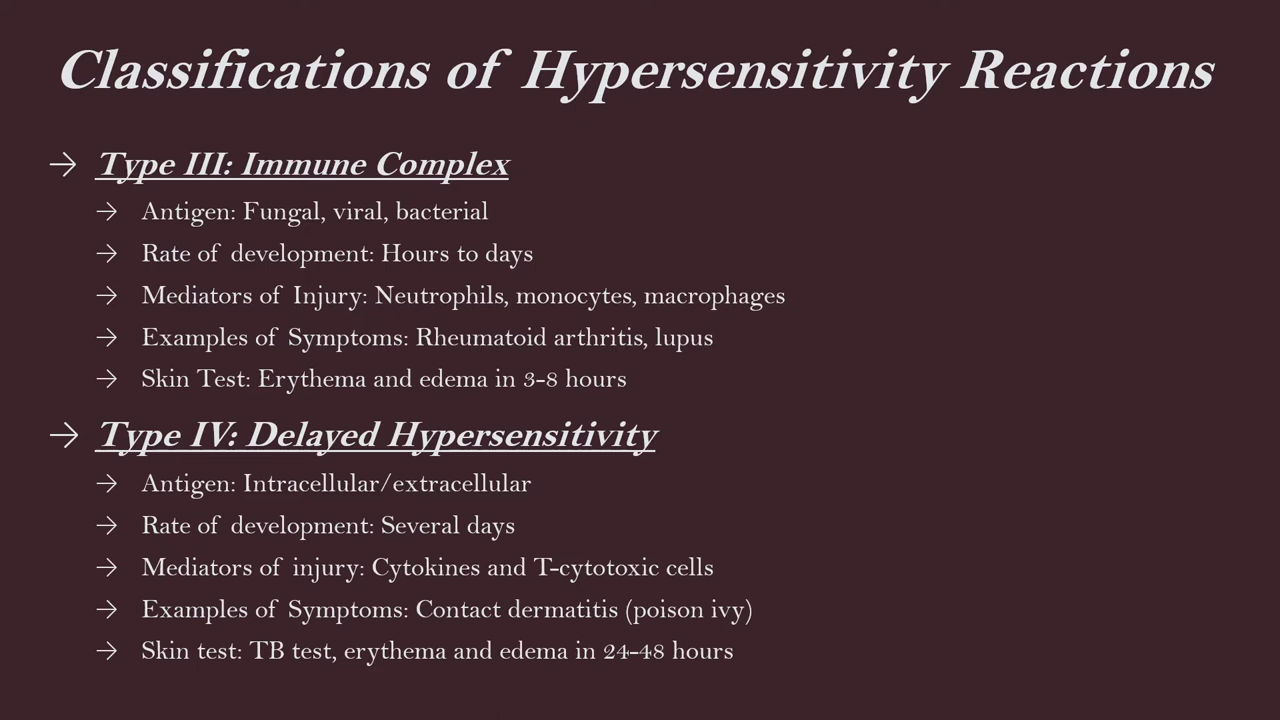 Classifications of Hypersensitivity Reactions
→ Type III: Immune Complex
→ Antigen: Fungal, viral, bacterial
→ Rate of development: Hours to days
→ Mediators of Injury: Neutrophils, monocytes, macrophages
→ Examples of Symptoms: Rheumatoid arthritis, lupus
→ Skin Test: Erythema and edema in 3-8 hours
→ Type IV: Delayed Hypersensitivity
→ Antigen: Intracellular/extracellular
→ Rate of development: Several days
→ Mediators of injury: Cytokines and T-cytotoxic cells
→ Examples of Symptoms: Contact dermatitis (poison ivy)
→ Skin test: TB test, erythema and edema in 24-48 hours